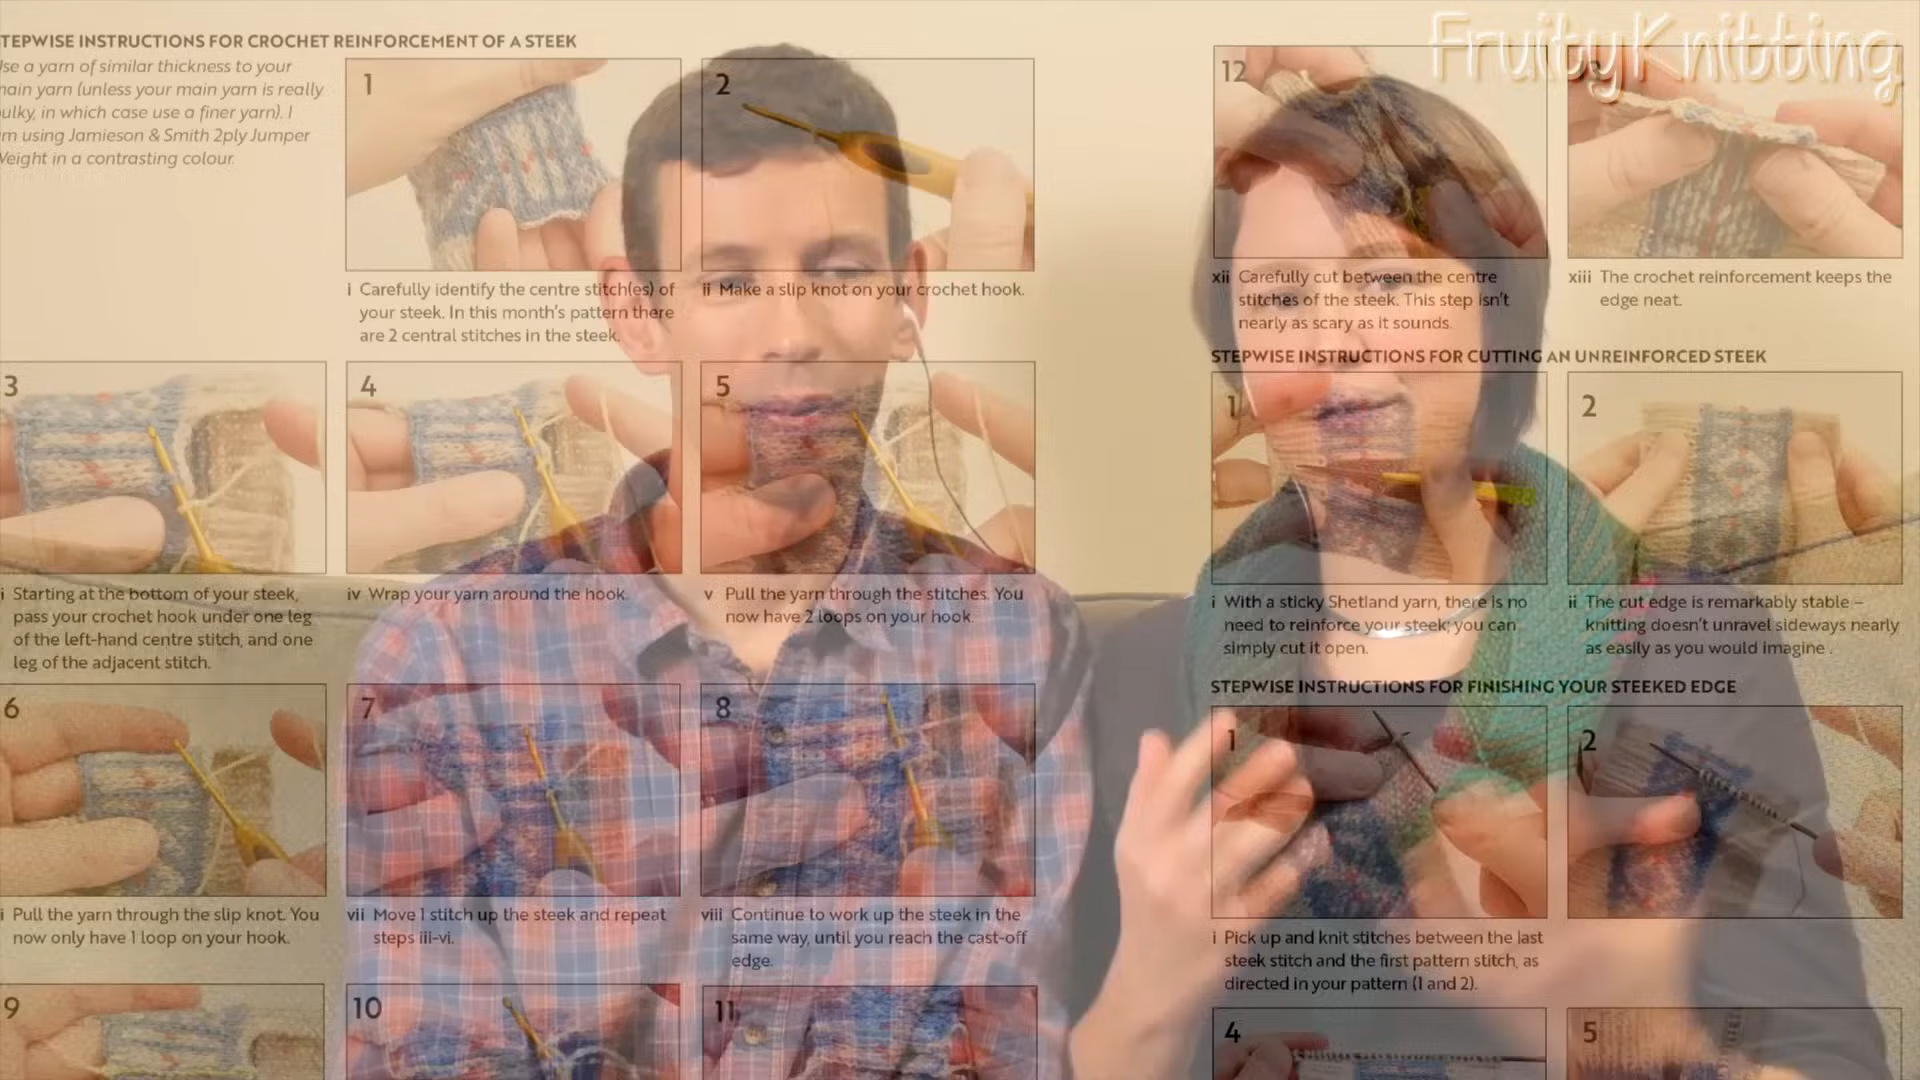 FruityKnitting
TEPWISE INSTRUCTIONS FOR CROCHET REINFORCEMENT OF A STEEK
se a yarn of similar thickness to your
ain yarn (unless your main yarn is really
ulky, in which case use a finer yarn). I
m using Jamieson & Smith 2ply Jumper
Weight in a contrasting colour.
1
i Carefully identify the centre stitch(es) of
your steek. In this month's pattern there
are 2 central stitches in the steek.
2
ii Make a slip knot on your crochet hook.
3
i Starting at the bottom of your steek,
pass your crochet hook under one leg
of the left-hand centre stitch, and one
leg of the adjacent stitch.
4
iv Wrap your yarn around the hook.
5
v Pull the yarn through the stitches. You
now have 2 loops on your hook.
6
i Pull the yarn through the slip knot. You
now only have 1 loop on your hook.
7
vii Move 1 stitch up the steek and repeat
steps iii-vi.
8
viii Continue to work up the steek in the
same way, until you reach the cast-off
edge.
9
10
11
12
xii Carefully cut between the centre
stitches of the steek. This step isn't
nearly as scary as it sounds.
xiii The crochet reinforcement keeps the
edge neat.
STEPWISE INSTRUCTIONS FOR CUTTING AN UNREINFORCED STEEK
1
i With a sticky Shetland yarn, there is no
need to reinforce your steek; you can
simply cut it open.
2
ii The cut edge is remarkably stable –
knitting doesn't unravel sideways nearly
as easily as you would imagine .
STEPWISE INSTRUCTIONS FOR FINISHING YOUR STEEKED EDGE
1
2
i Pick up and knit stitches between the last
steek stitch and the first pattern stitch, as
directed in your pattern (1 and 2).
4
5